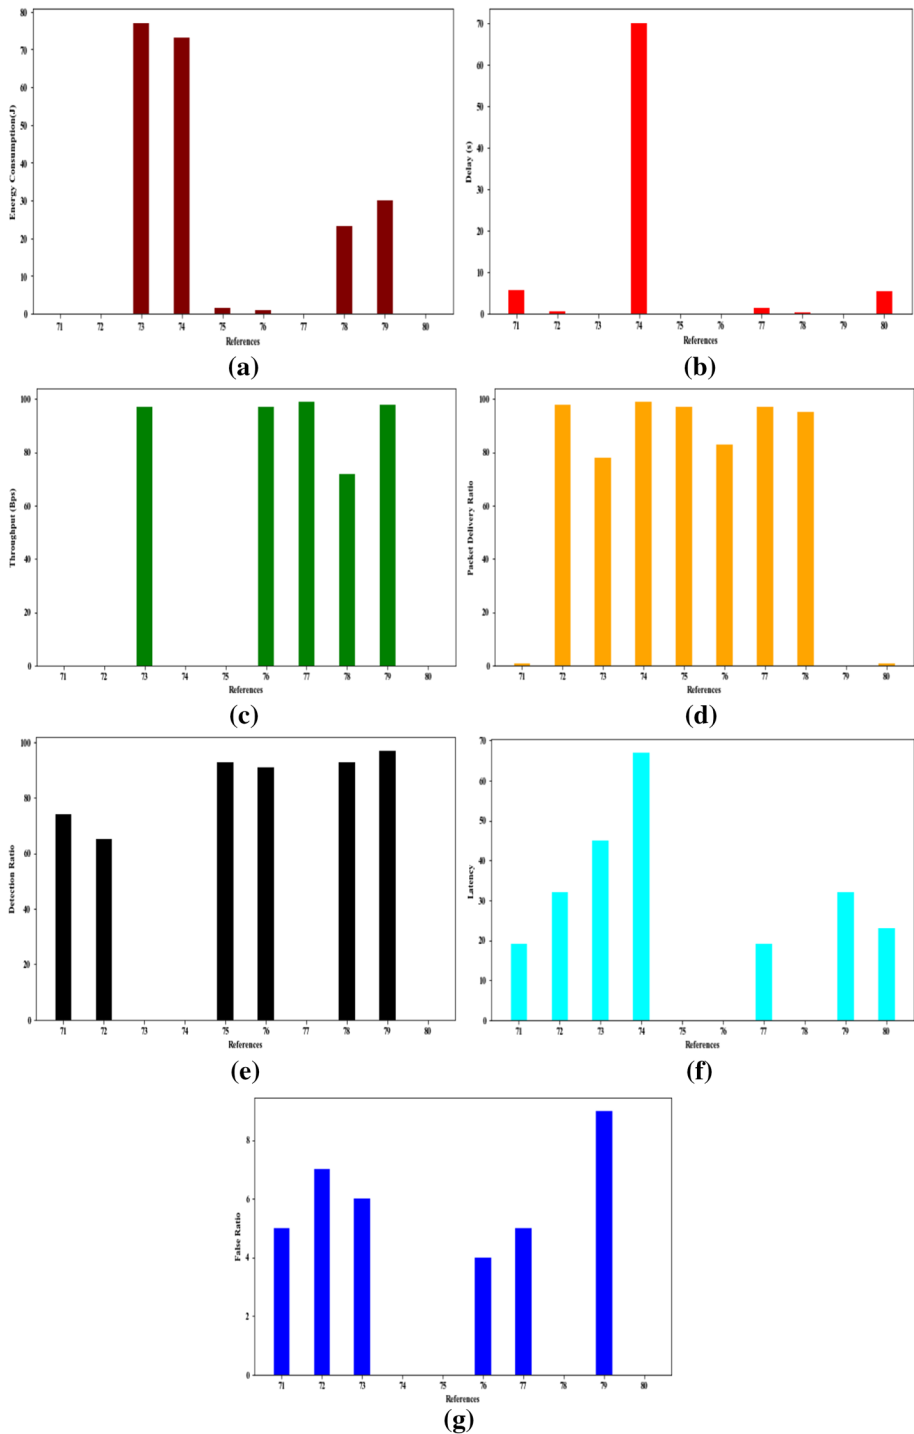 80
70
60
50
40
30
20
10
0
Energy Consumption(J)
71 72 73 74 75 76 77 78 79 80
References
(a)
80
70
60
50
40
30
20
10
0
Delay (s)
71 72 73 74 75 76 77 78 79 80
References
(b)
100
80
60
40
20
0
Throughput (Bps)
71 72 73 74 75 76 77 78 79 80
References
(c)
100
80
60
40
20
0
Packet Delivery Ratio
71 72 73 74 75 76 77 78 79 80
References
(d)
100
80
60
40
20
0
Detection Ratio
71 72 73 74 75 76 77 78 79 80
References
(e)
70
60
50
40
30
20
10
0
Latency
71 72 73 74 75 76 77 78 79 80
References
(f)
8
6
4
2
0
False Ratio
71 72 73 74 75 76 77 78 79 80
References
(g)